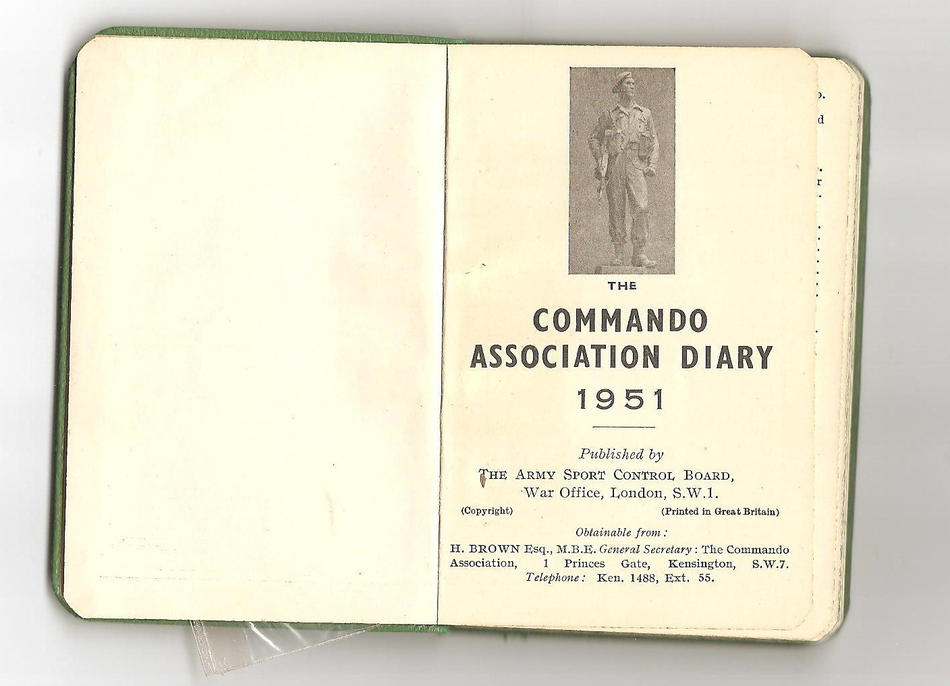 THE
COMMANDO
ASSOCIATION DIARY
1951
Published by
THE ARMY SPORT CONTROL BOARD,
War Office, London, S.W.1.
(Copyright) (Printed in Great Britain)
Obtainable from :
H. BROWN Esq., M.B.E. General Secretary : The Commando
Association, 1 Princes Gate, Kensington, S.W.7.
Telephone : Ken. 1488, Ext. 55.